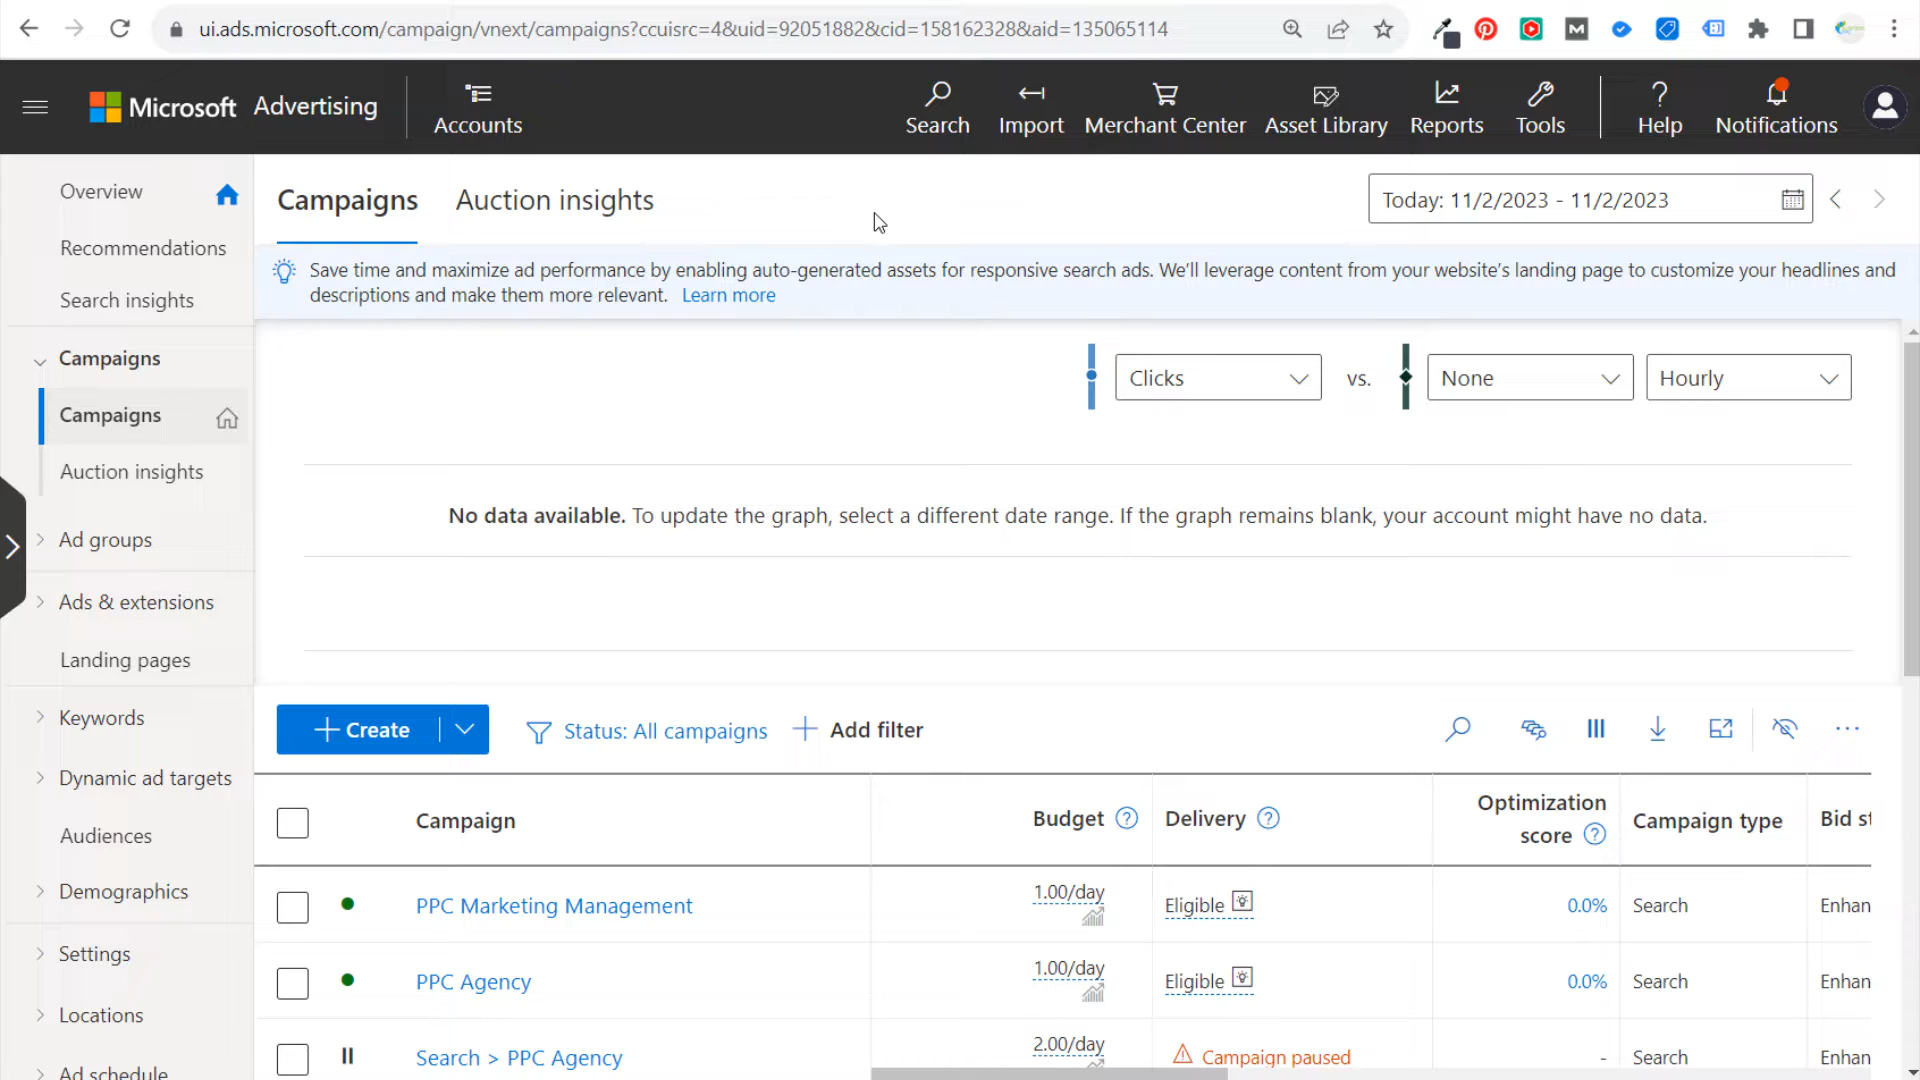 ui.ads.microsoft.com/campaign/vnext/campaigns?ccuisrc=4&uid=92051882&cid=158162328&aid=135065114
Microsoft Advertising
Accounts
Search
Import
Merchant Center
Asset Library
Reports
Tools
Help
Notifications
Overview
Recommendations
Search insights
Campaigns
Campaigns
Auction insights
Ad groups
Ads & extensions
Landing pages
Keywords
Dynamic ad targets
Audiences
Demographics
Settings
Locations
Ad schedule
Campaigns
Auction insights
Today: 11/2/2023 - 11/2/2023
Save time and maximize ad performance by enabling auto-generated assets for responsive search ads. We’ll leverage content from your website’s landing page to customize your headlines and
descriptions and make them more relevant. Learn more
Clicks
vs.
None
Hourly
No data available. To update the graph, select a different date range. If the graph remains blank, your account might have no data.
Create
Status: All campaigns
Add filter
Campaign
Budget
Delivery
Optimization
score
Campaign type
Bid st
PPC Marketing Management
1.00/day
Eligible
0.0%
Search
Enhan
PPC Agency
1.00/day
Eligible
0.0%
Search
Enhan
Search > PPC Agency
2.00/day
Campaign paused
-
Search
Enhan